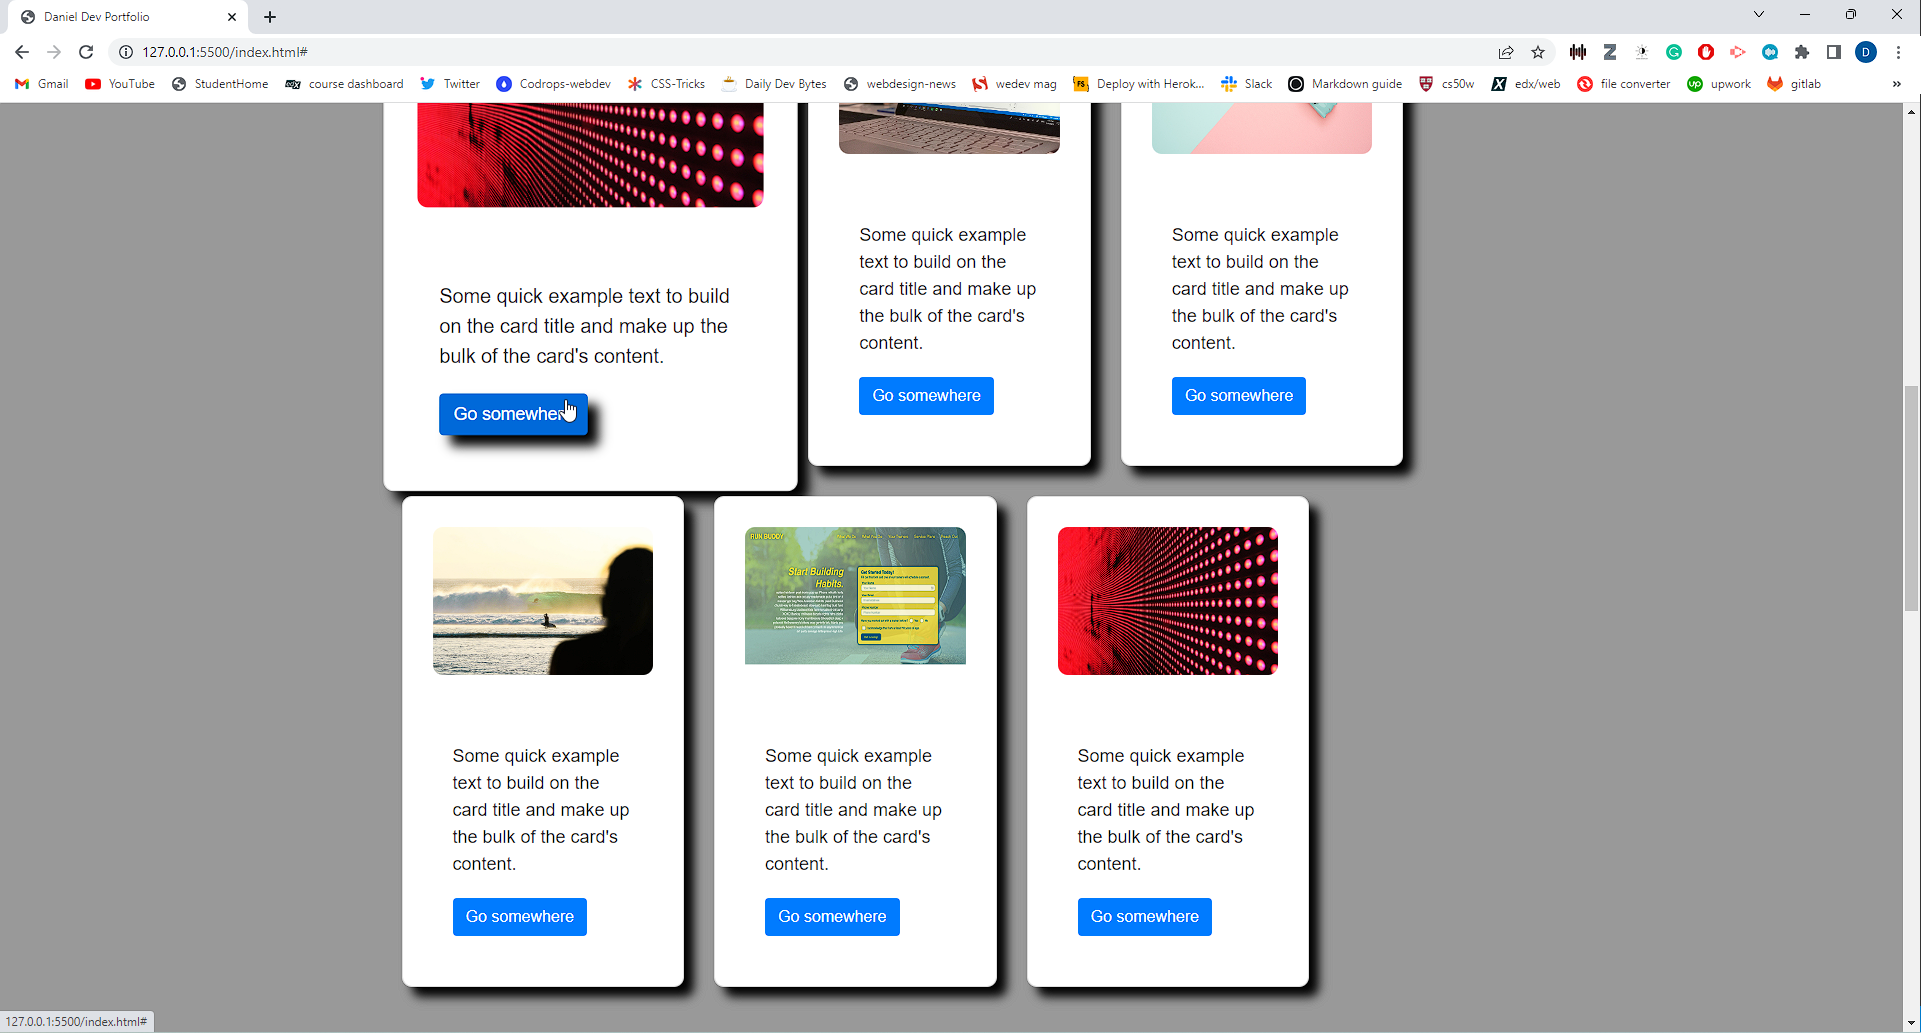 Daniel Dev Portfolio
127.0.0.1:5500/index.html#
D
Gmail YouTube StudentHome course dashboard Twitter Codrops-webdev CSS-Tricks Daily Dev Bytes webdesign-news wedev mag Deploy with Herok... Slack Markdown guide cs50w edx/web file converter upwork gitlab »
Some quick example text to build
on the card title and make up the
bulk of the card's content.
Go somewhere
Some quick example
text to build on the
card title and make up
the bulk of the card's
content.
Go somewhere
Some quick example
text to build on the
card title and make up
the bulk of the card's
content.
Go somewhere
RUN BUDDY
Start Building
Habits.
Get Started Today!
Some quick example
text to build on the
card title and make up
the bulk of the card's
content.
Go somewhere
Some quick example
text to build on the
card title and make up
the bulk of the card's
content.
Go somewhere
Some quick example
text to build on the
card title and make up
the bulk of the card's
content.
Go somewhere
127.0.0.1:5500/index.html#